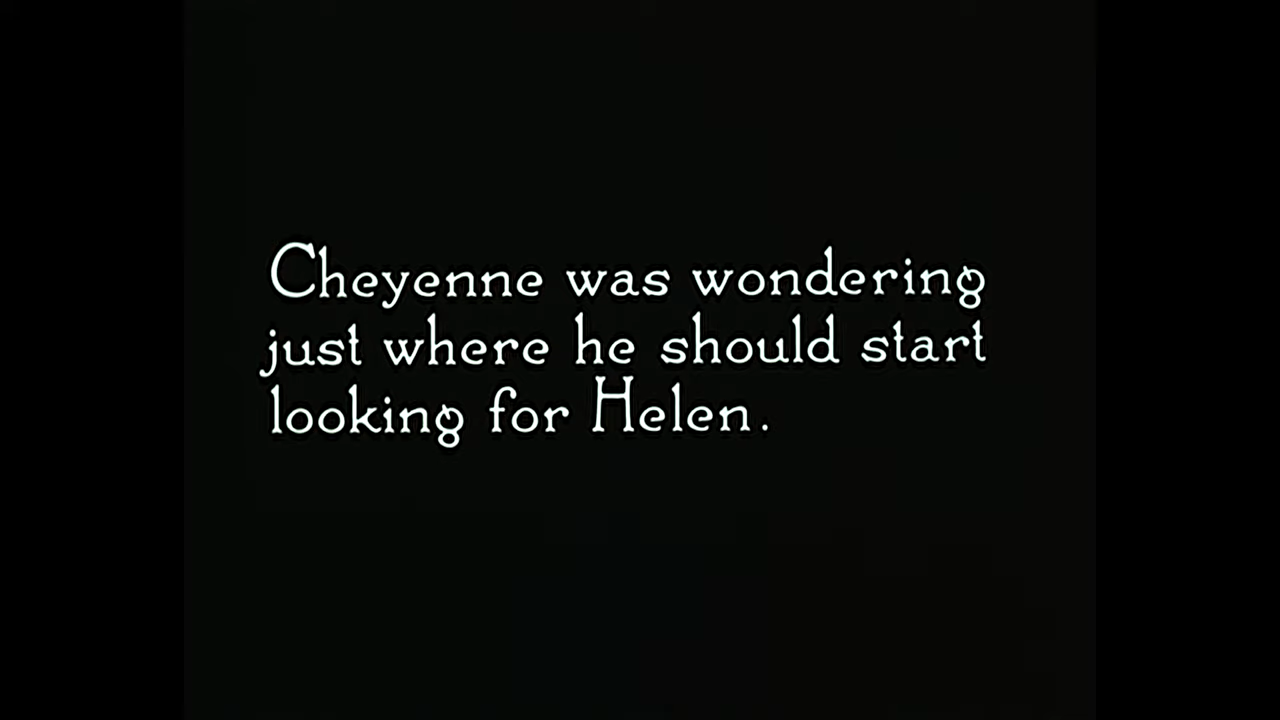 Cheyenne was wondering
just where he should start
looking for Helen.